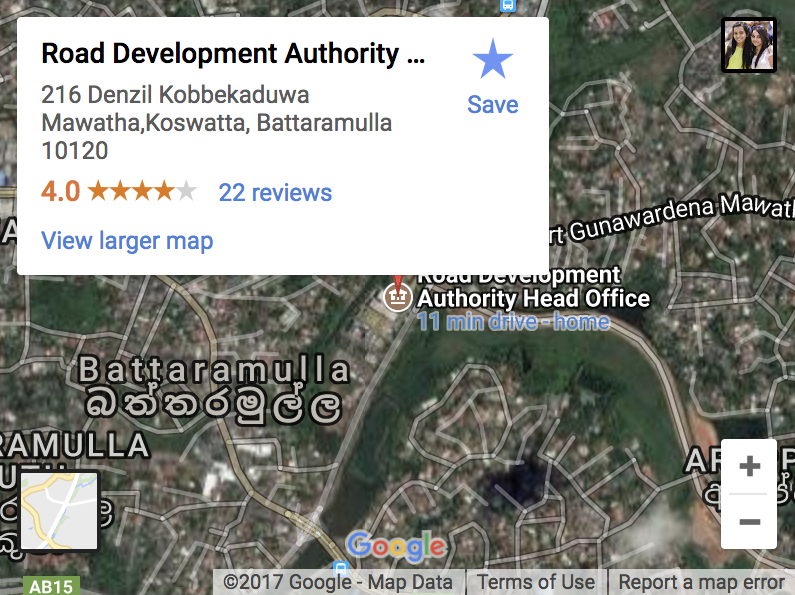 Road Development Authority ...
216 Denzil Kobbekaduwa
Mawatha,Koswatta, Battaramulla
10120
4.0
22 reviews
Save
View larger map
rt Gunawardena Mawat
Road Development
Authority Head Office
11 min drive - home
Battaramulla
බත්තරමුල්ල
RAMULLA
Google
AB15
©2017 Google - Map Data
Terms of Use
Report a map error